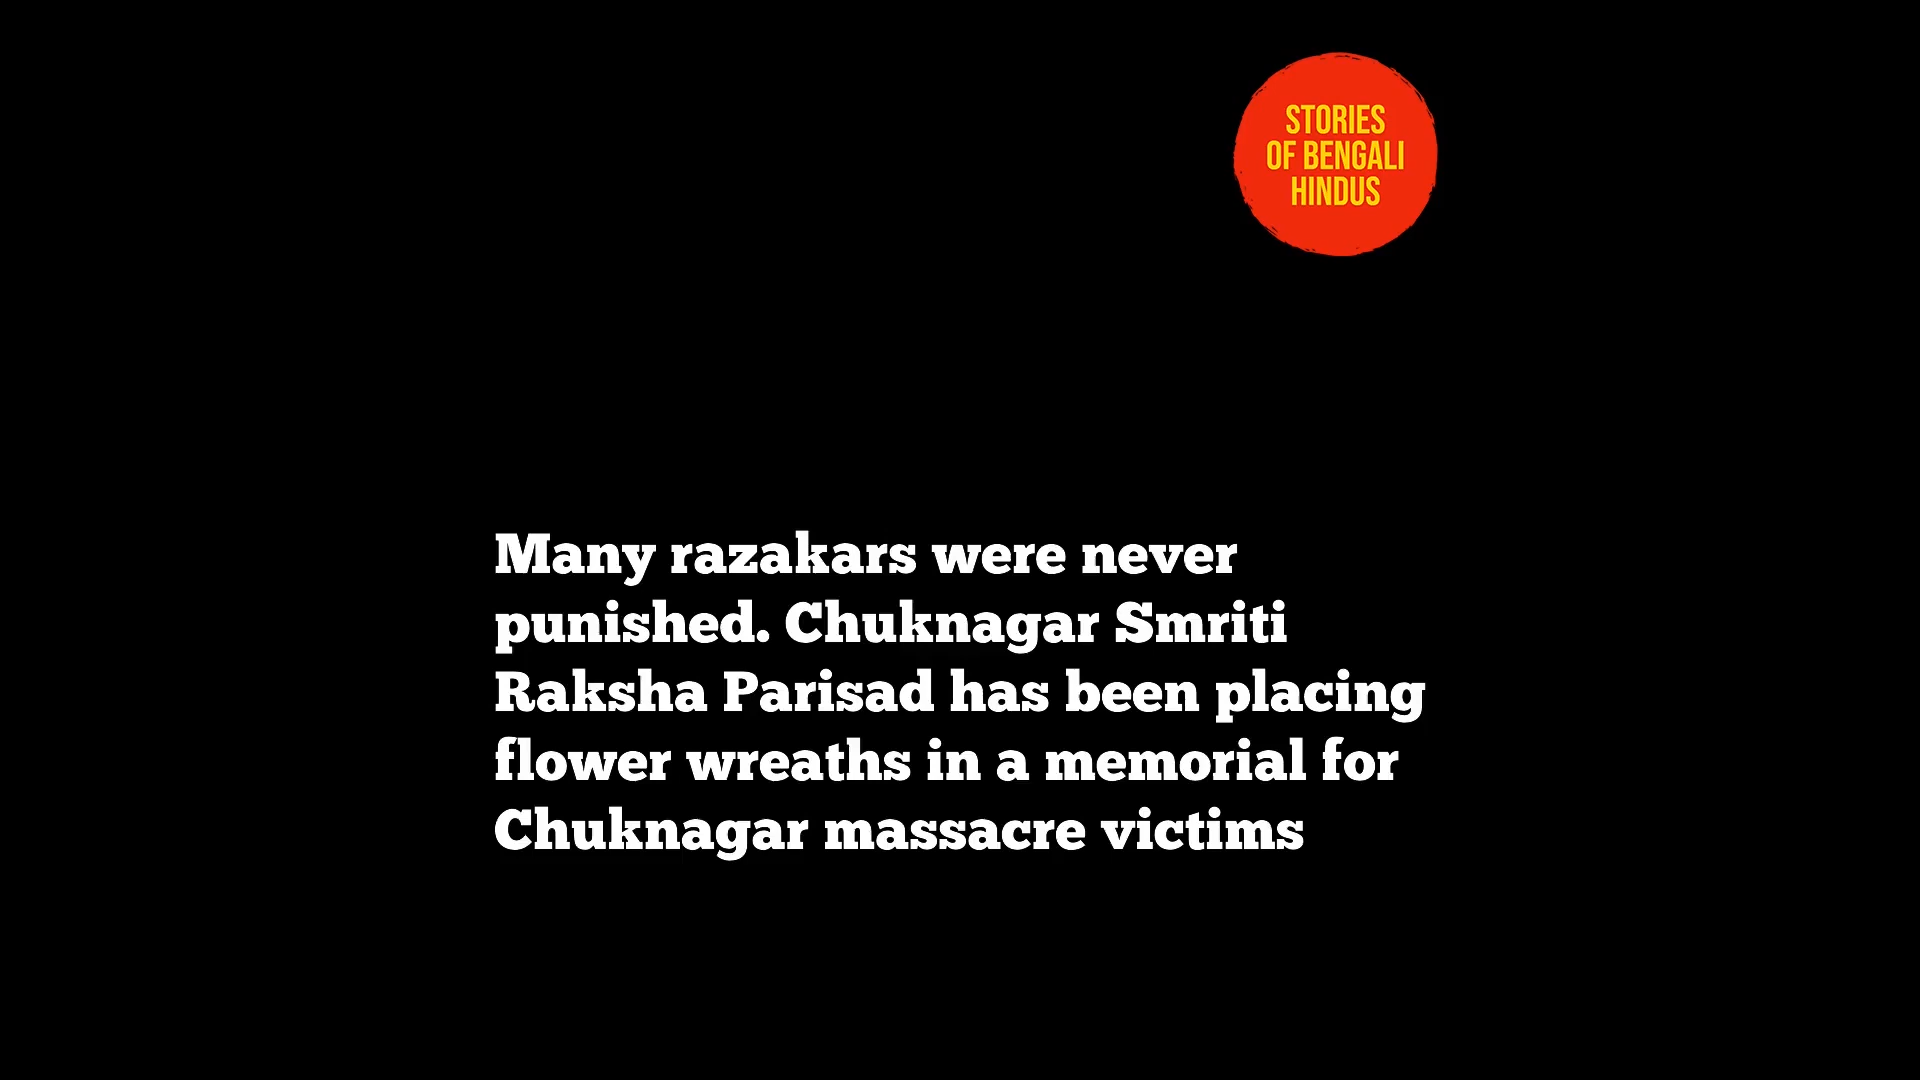 STORIES
OF BENGALI
HINDUS
Many razakars were never
punished. Chuknagar Smriti
Raksha Parisad has been placing
flower wreaths in a memorial for
Chuknagar massacre victims